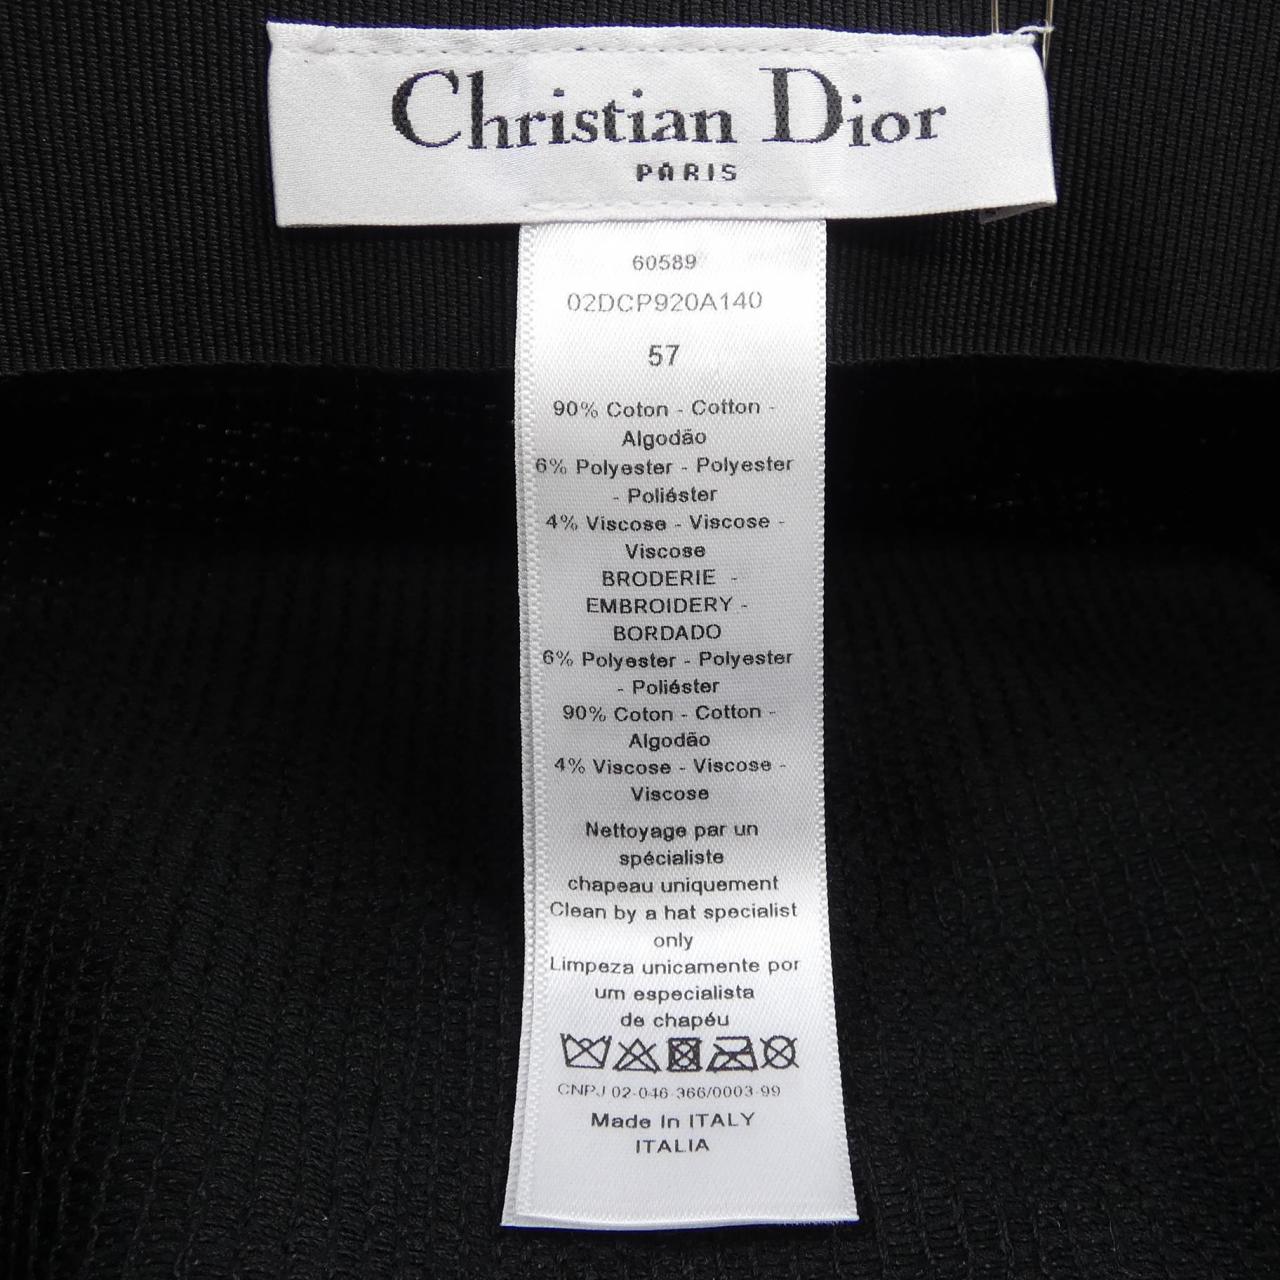 Christian Dior
PARIS
60589
02DCP920A140
57
90% Coton - Cotton -
Algodão
6% Polyester - Polyester
- Poliéster
4% Viscose - Viscose -
Viscose
BRODERIE -
EMBROIDERY -
BORDADO
6% Polyester - Polyester
- Poliéster
90% Coton - Cotton -
Algodão
4% Viscose - Viscose -
Viscose
Nettoyage par un
spécialiste
chapeau uniquement
Clean by a hat specialist
only
Limpeza unicamente por
um especialista
de chapéu
CNPJ 02-046-366/0003-99
Made In ITALY
ITALIA